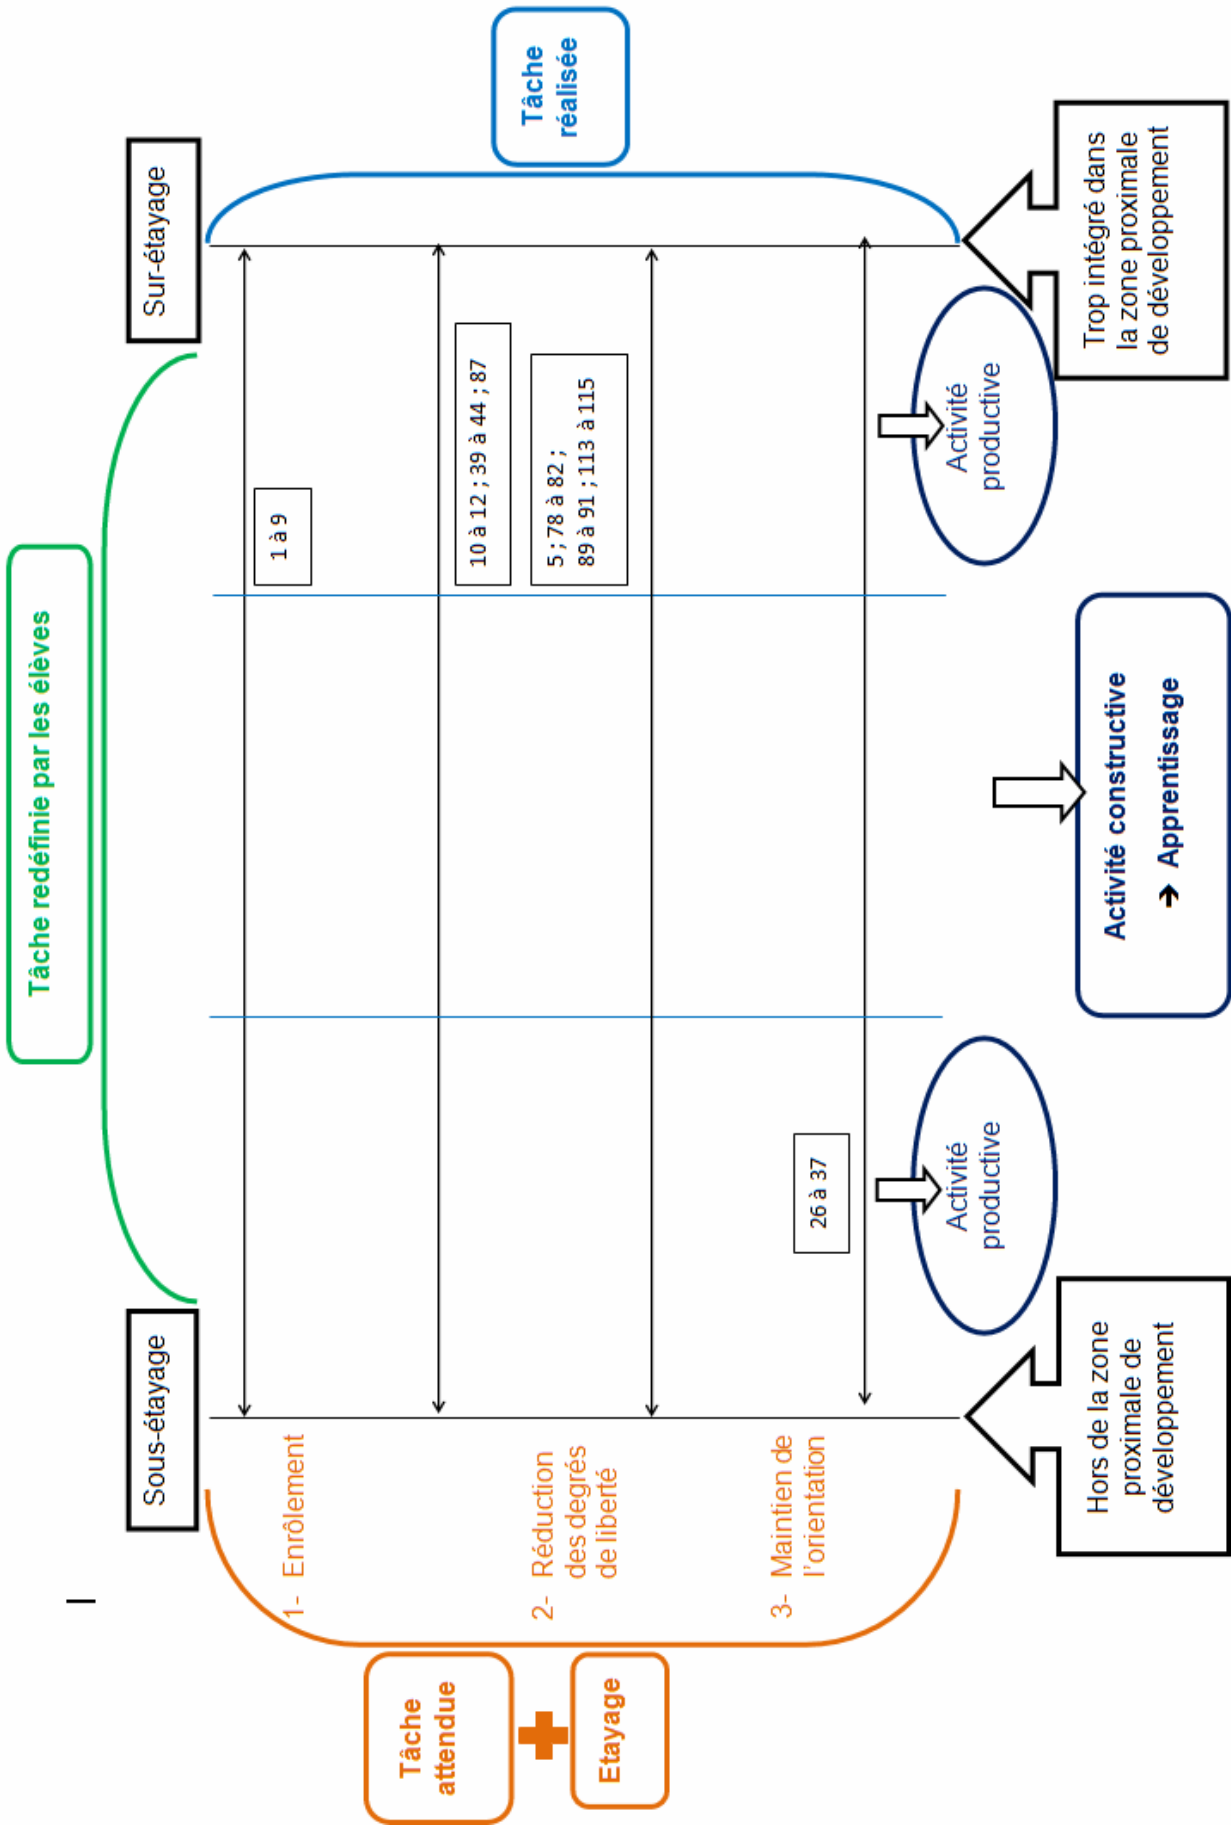 Tâche redéfinie par les élèves
Sous-étayage
Sur-étayage
Tâche
attendue
Etayage
1- Enrôlement
2- Réduction
des degrés
de liberté
3- Maintien de
l'orientation
1 à 9
10 à 12 ; 39 à 44 ; 87
5 ; 78 à 82 ;
89 à 91 ; 113 à 115
26 à 37
Tâche
réalisée
Activité
productive
Activité
productive
Hors de la zone
proximale de
développement
Activité constructive
➔ Apprentissage
Trop intégré dans
la zone proximale
de développement